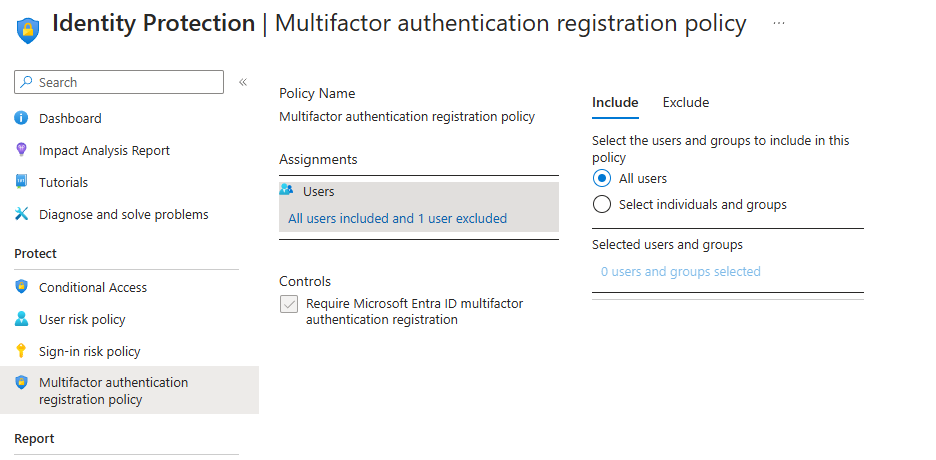 Identity Protection | Multifactor authentication registration policy ...
Search
«
Dashboard
Impact Analysis Report
Tutorials
Diagnose and solve problems
Protect
Conditional Access
User risk policy
Sign-in risk policy
Multifactor authentication
registration policy
Report
Policy Name
Multifactor authentication registration policy
Assignments
Users
All users included and 1 user excluded
Controls
Require Microsoft Entra ID multifactor
authentication registration
Include Exclude
Select the users and groups to include in this
policy
All users
Select individuals and groups
Selected users and groups
0 users and groups selected